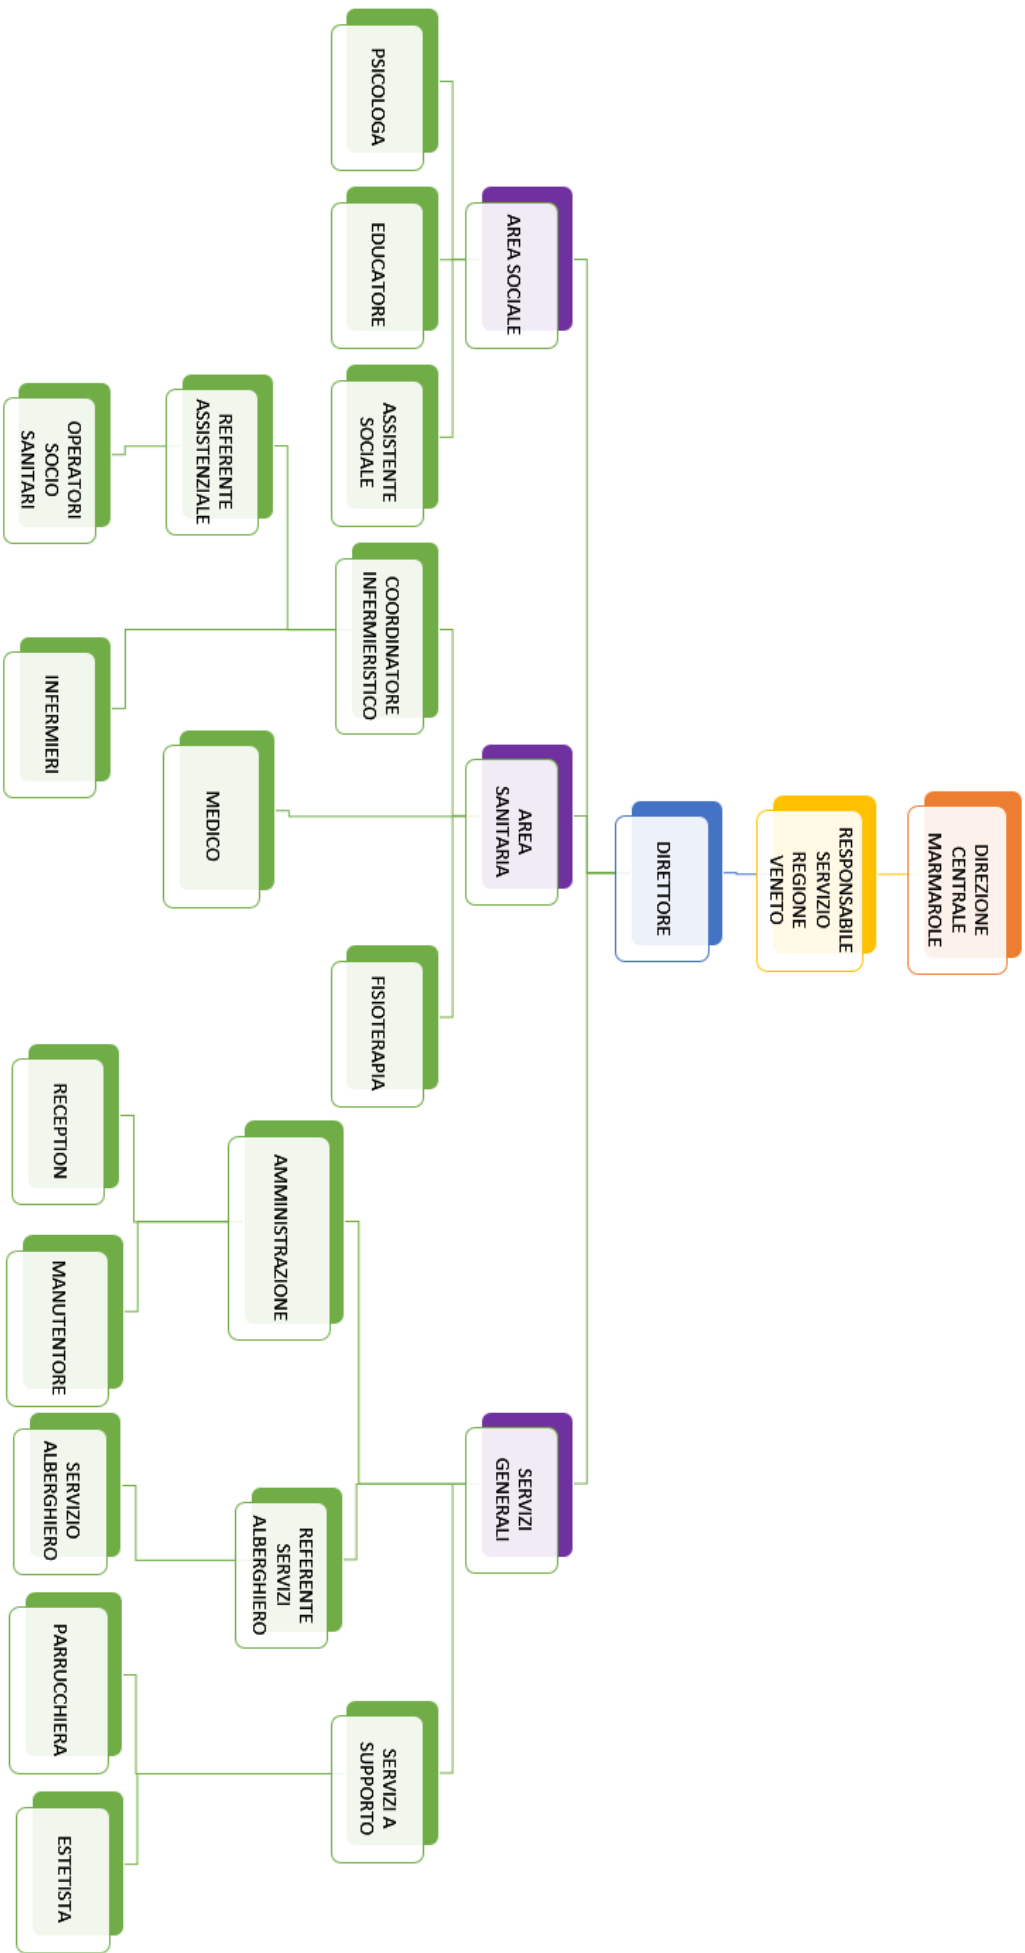 DIREZIONE
CENTRALE
MARMAROLE
RESPONSABILE
SERVIZIO
REGIONE
VENETO
DIRETTORE
AREA SOCIALE
AREA
SANITARIA
SERVIZI
GENERALI
PSICOLOGA
EDUCATORE
ASSISTENTE
SOCIALE
COORDINATORE
INFERMIERISTICO
FISIOTERAPIA
SERVIZI A
SUPPORTO
REFERENTE
ASSISTENZIALE
MEDICO
AMMINISTRAZIONE
REFERENTE
SERVIZI
ALBERGHIERO
OPERATORI
SOCIO
SANITARI
INFERMIERI
RECEPTION
MANUTENTORE
SERVIZIO
ALBERGHIERO
PARRUCCHIERA
ESTETISTA